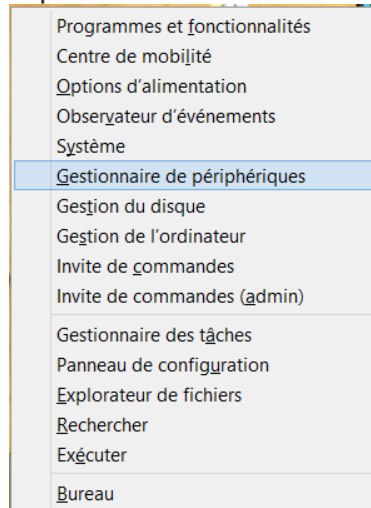 Programmes et fonctionnalités
Centre de mobilité
Options d'alimentation
Observateur d'événements
Système
Gestionnaire de périphériques
Gestion du disque
Gestion de l'ordinateur
Invite de commandes
Invite de commandes (admin)
Gestionnaire des tâches
Panneau de configuration
Explorateur de fichiers
Rechercher
Exécuter
Bureau